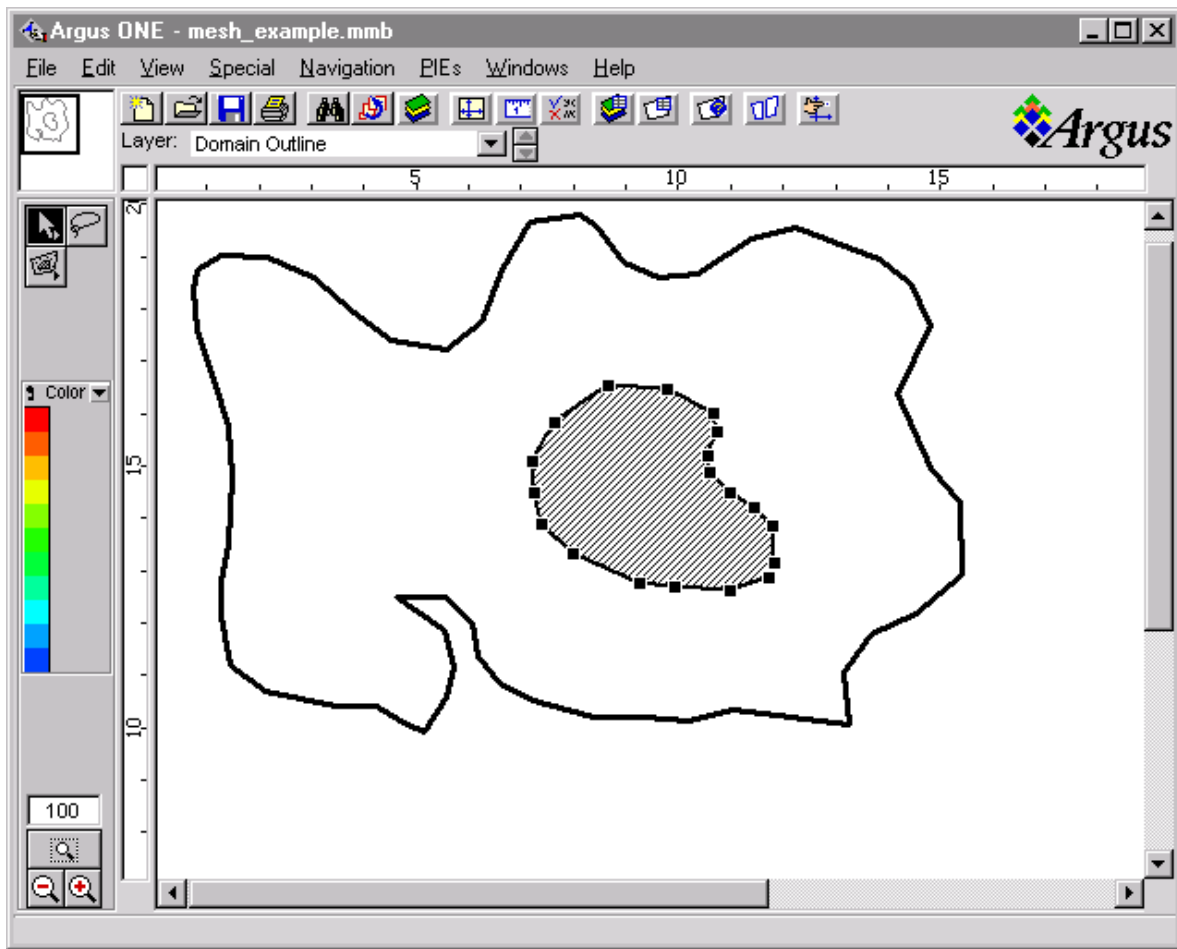 Argus ONE - mesh_example.mmb
File Edit View Special Navigation PIEs Windows Help
Layer: Domain Outline
Argus
5 10 15
20
Color
15
10
100